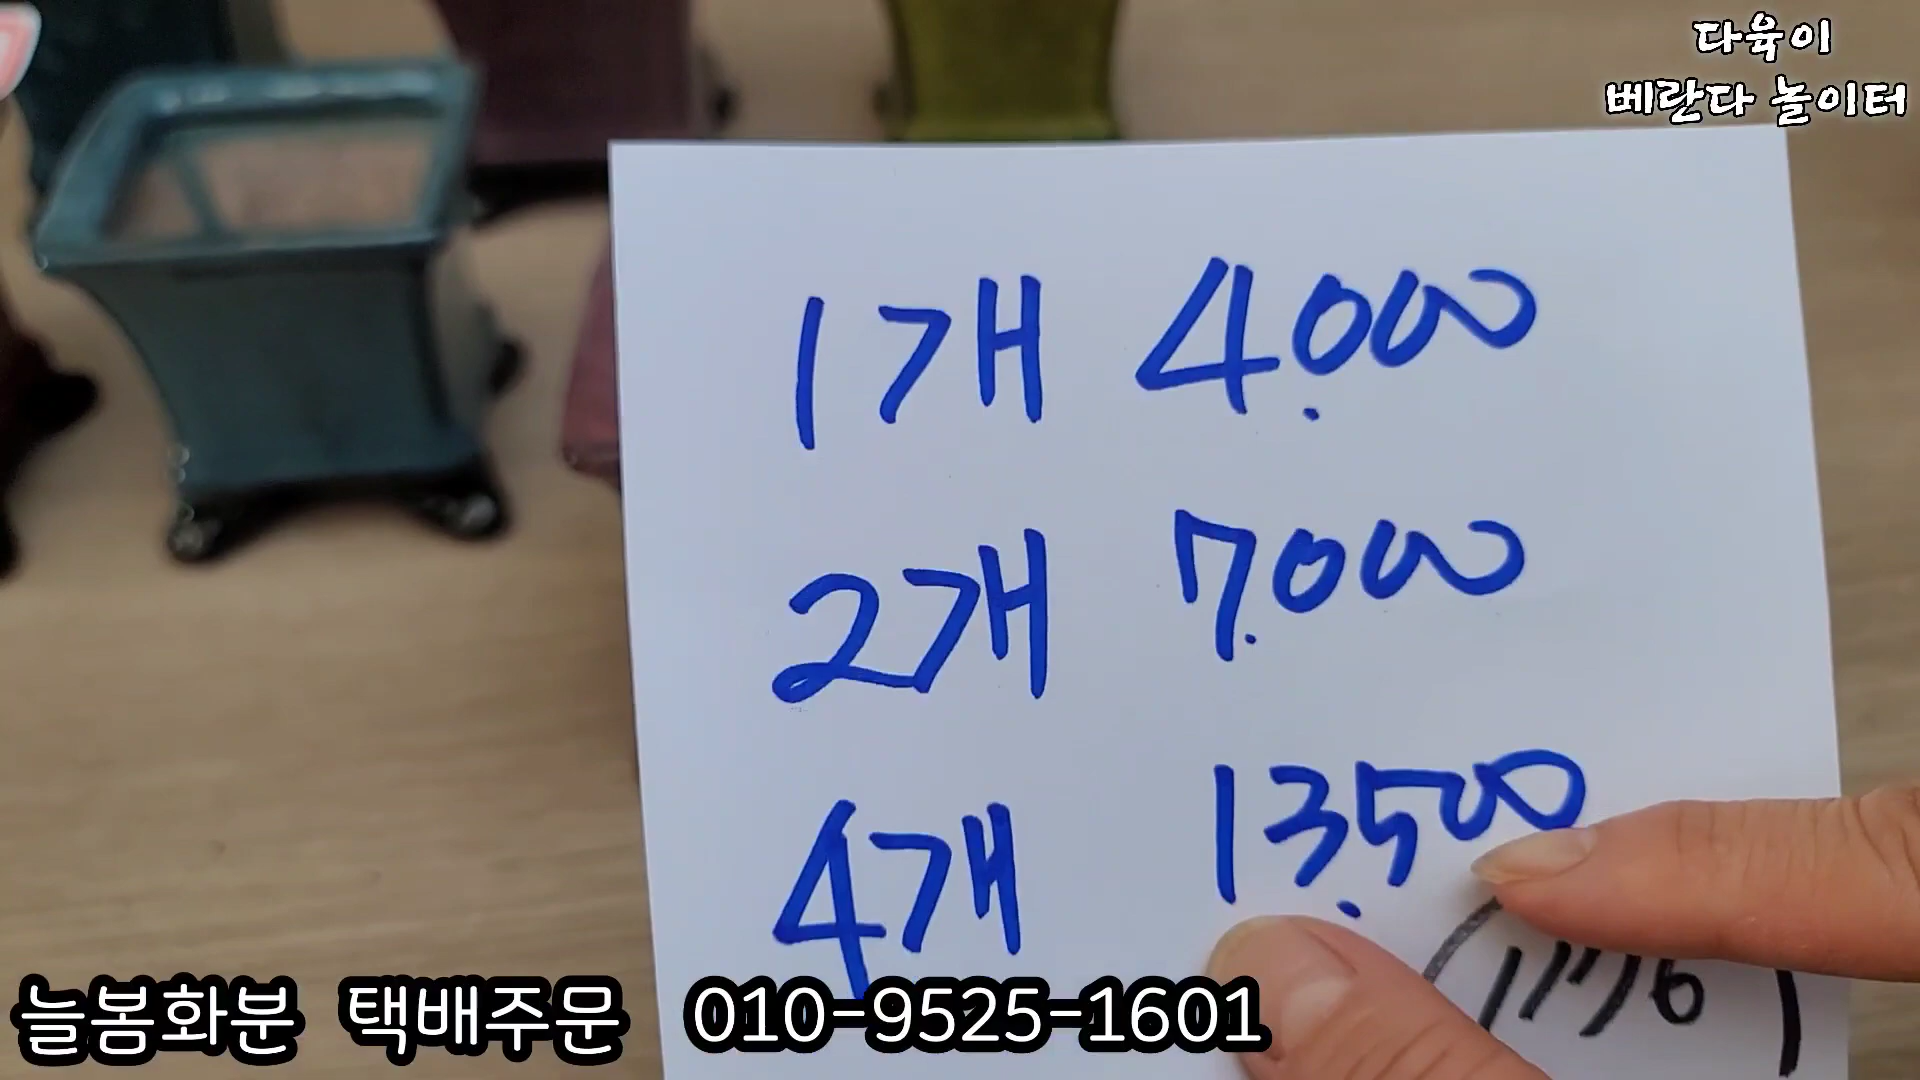 다육이
베란다 놀이터
1개 4.000
2개 7.000
4개 13.500
늘봄화분 택배주문 010-9525-1601